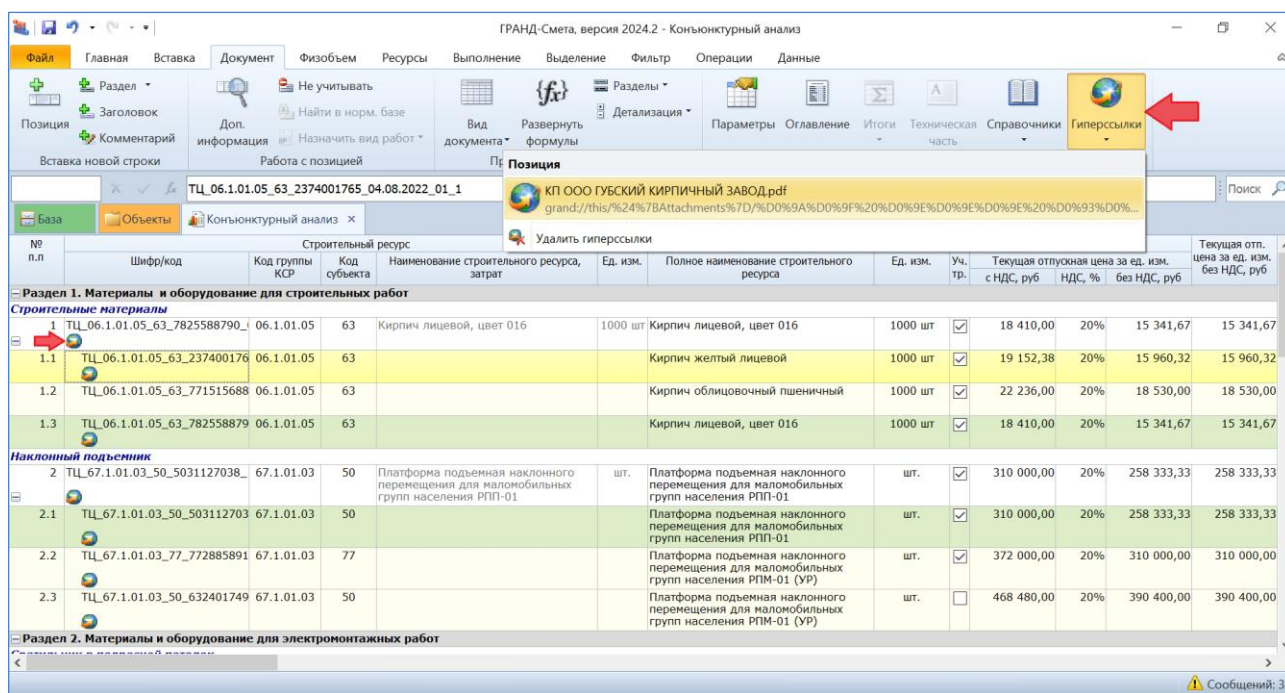 ГРАНД-Смета, версия 2024.2 - Конъюнктурный анализ
Файл Главная Вставка Документ Физобъем Ресурсы Выполнение Выделение Фильтр Операции Данные
Позиция
Раздел
Заголовок
Комментарий
Вставка новой строки
Доп. информация
Не учитывать
Найти в норм. базе
Назначить вид работ
Работа с позицией
Вид документа
Развернуть формулы
Разделы
Детализация
Параметры Оглавление Итоги Техническая часть Справочники Гиперссылки
Позиция
КП ООО ГУБСКИЙ КИРПИЧНЫЙ ЗАВОД.pdf
grand://this/%24%7BAttachments%7D/%D0%9A%D0%9F%20%D0%9E%D0%9E%D0%9E%20%D0%93%D0%...
Удалить гиперссылки
fx ТЦ_06.1.01.05_63_2374001765_04.08.2022_01_1
Поиск
База Объекты Конъюнктурный анализ ×
№ п.п
Строительный ресурс
Шифр/код Код группы КСР Код субъекта Наименование строительного ресурса, затрат Ед. изм. Полное наименование строительного ресурса Ед. изм. Уч. тр.
Текущая отпускная цена за ед. изм.
с НДС, руб НДС, % без НДС, руб
Текущая отп. цена за ед. изм. без НДС, руб
Раздел 1. Материалы и оборудование для строительных работ
Строительные материалы
1 ТЦ_06.1.01.05_63_7825588790_ 06.1.01.05 63 Кирпич лицевой, цвет 016 1000 шт Кирпич лицевой, цвет 016 1000 шт 18 410,00 20% 15 341,67 15 341,67
1.1 ТЦ_06.1.01.05_63_237400176 06.1.01.05 63 Кирпич желтый лицевой 1000 шт 19 152,38 20% 15 960,32 15 960,32
1.2 ТЦ_06.1.01.05_63_771515688 06.1.01.05 63 Кирпич облицовочный пшеничный 1000 шт 22 236,00 20% 18 530,00 18 530,00
1.3 ТЦ_06.1.01.05_63_782558879 06.1.01.05 63 Кирпич лицевой, цвет 016 1000 шт 18 410,00 20% 15 341,67 15 341,67
Наклонный подъемник
2 ТЦ_67.1.01.03_50_5031127038_ 67.1.01.03 50 Платформа подъемная наклонного перемещения для маломобильных групп населения РПП-01 шт. Платформа подъемная наклонного перемещения для маломобильных групп населения РПП-01 шт. 310 000,00 20% 258 333,33 258 333,33
2.1 ТЦ_67.1.01.03_50_503112703 67.1.01.03 50 Платформа подъемная наклонного перемещения для маломобильных групп населения РПП-01 шт. 310 000,00 20% 258 333,33 258 333,33
2.2 ТЦ_67.1.01.03_77_772885891 67.1.01.03 77 Платформа подъемная наклонного перемещения для маломобильных групп населения РПМ-01 (УР) шт. 372 000,00 20% 310 000,00 310 000,00
2.3 ТЦ_67.1.01.03_50_632401749 67.1.01.03 50 Платформа подъемная наклонного перемещения для маломобильных групп населения РПМ-01 (УР) шт. 468 480,00 20% 390 400,00 390 400,00
Раздел 2. Материалы и оборудование для электромонтажных работ
Сообщений: 3